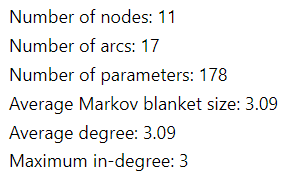 Number of nodes: 11
Number of arcs: 17
Number of parameters: 178
Average Markov blanket size: 3.09
Average degree: 3.09
Maximum in-degree: 3